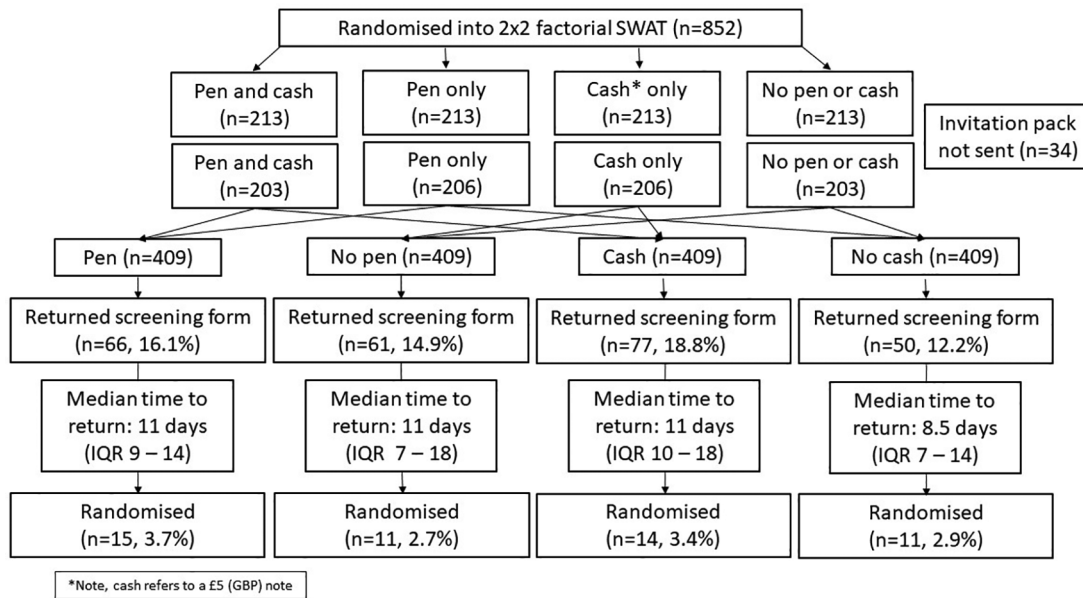 Randomised into 2x2 factorial SWAT (n=852)
Pen and cash
(n=213)
Pen only
(n=213)
Cash* only
(n=213)
No pen or cash
(n=213)
Invitation pack
not sent (n=34)
Pen and cash
(n=203)
Pen only
(n=206)
Cash only
(n=206)
No pen or cash
(n=203)
Pen (n=409)
No pen (n=409)
Cash (n=409)
No cash (n=409)
Returned screening form
(n=66, 16.1%)
Returned screening form
(n=61, 14.9%)
Returned screening form
(n=77, 18.8%)
Returned screening form
(n=50, 12.2%)
Median time to
return: 11 days
(IQR 9 – 14)
Median time to
return: 11 days
(IQR 7 – 18)
Median time to
return: 11 days
(IQR 10 – 18)
Median time to
return: 8.5 days
(IQR 7 – 14)
Randomised
(n=15, 3.7%)
Randomised
(n=11, 2.7%)
Randomised
(n=14, 3.4%)
Randomised
(n=11, 2.9%)
*Note, cash refers to a £5 (GBP) note